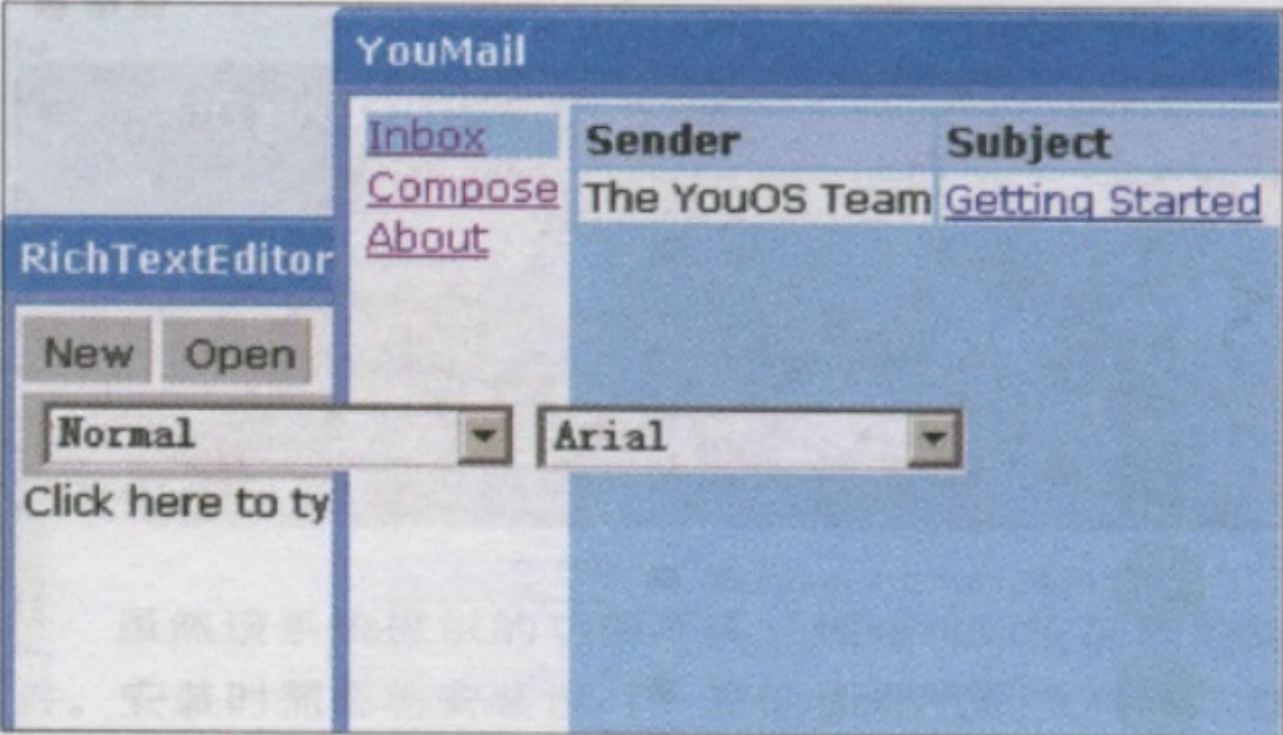 YouMail
Inbox
Compose
About
Sender Subject
The YouOS Team Getting Started
RichTextEditor
New Open
Normal Arial
Click here to ty